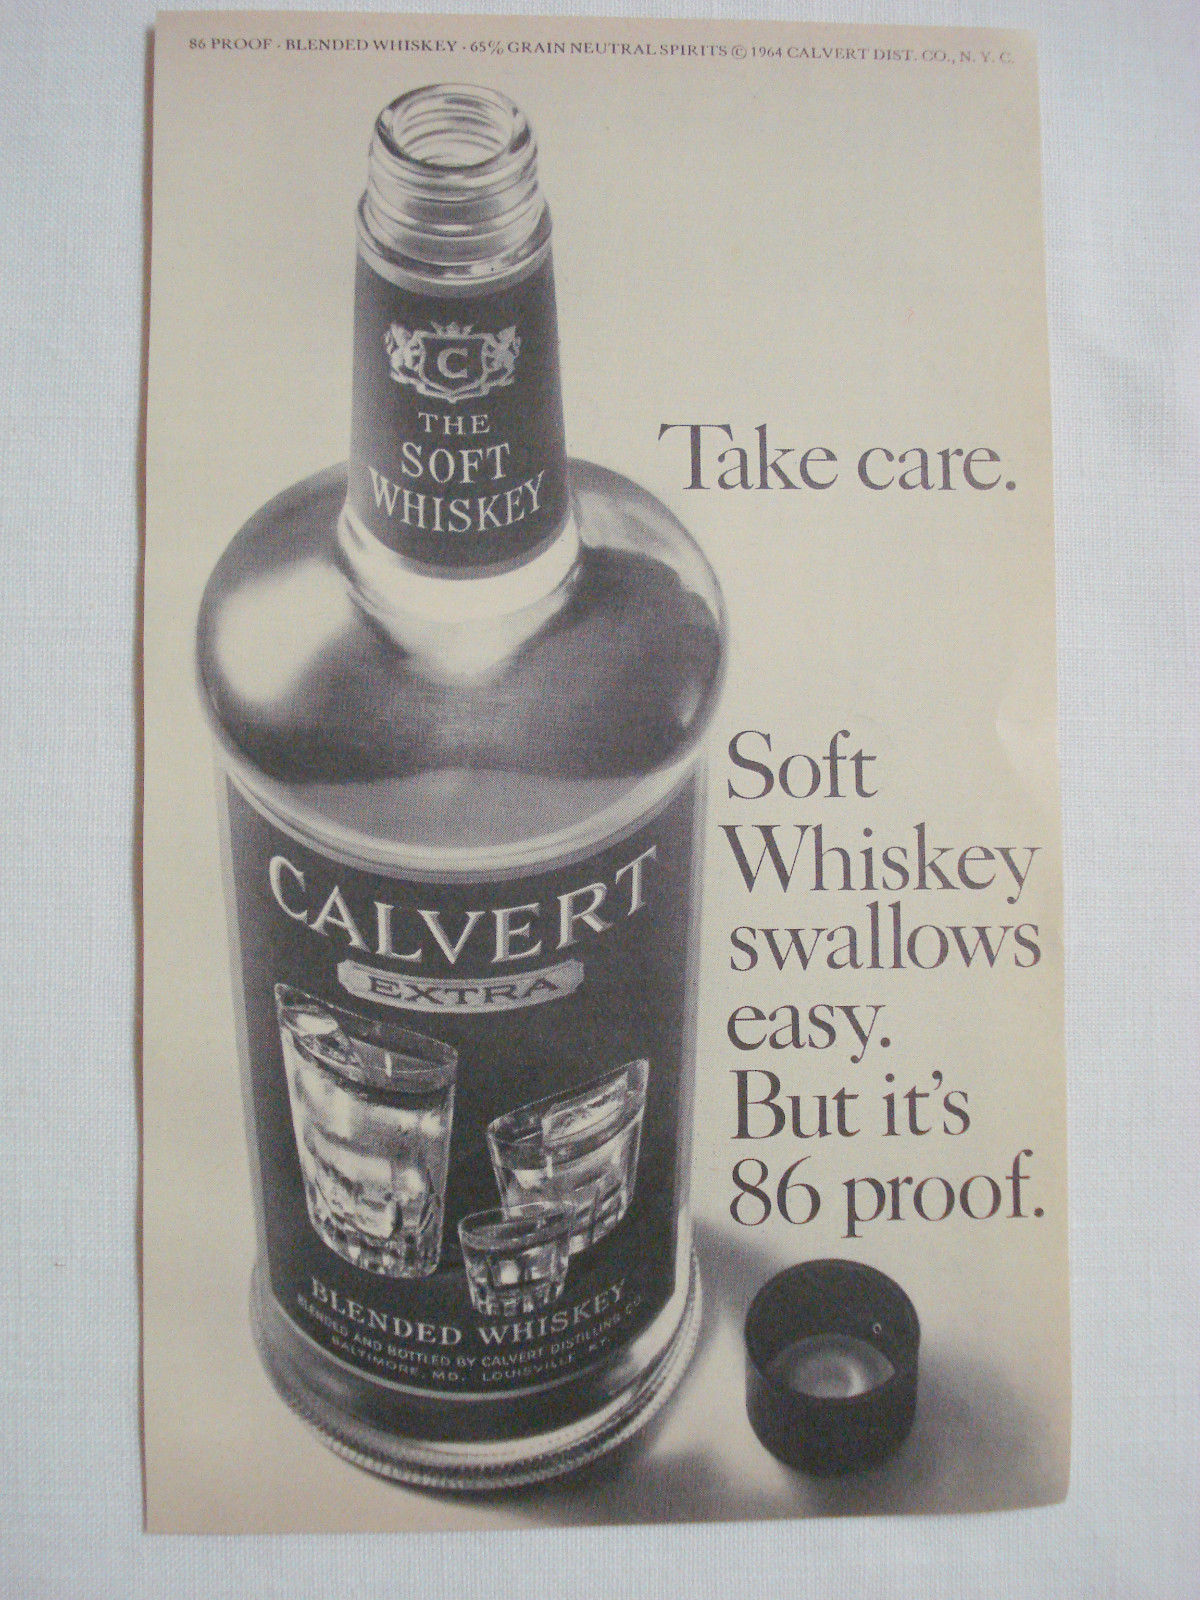 86 PROOF · BLENDED WHISKEY · 65% GRAIN NEUTRAL SPIRITS © 1964 CALVERT DIST. CO., N. Y. C.
C
THE
SOFT
WHISKEY
Take care.
Soft
Whiskey
swallows
easy.
But it's
86 proof.
CALVERT
EXTRA
BLENDED WHISKEY
BLENDED AND BOTTLED BY CALVERT DISTILLING CO.
BALTIMORE, MD. LOUISVILLE, KY.